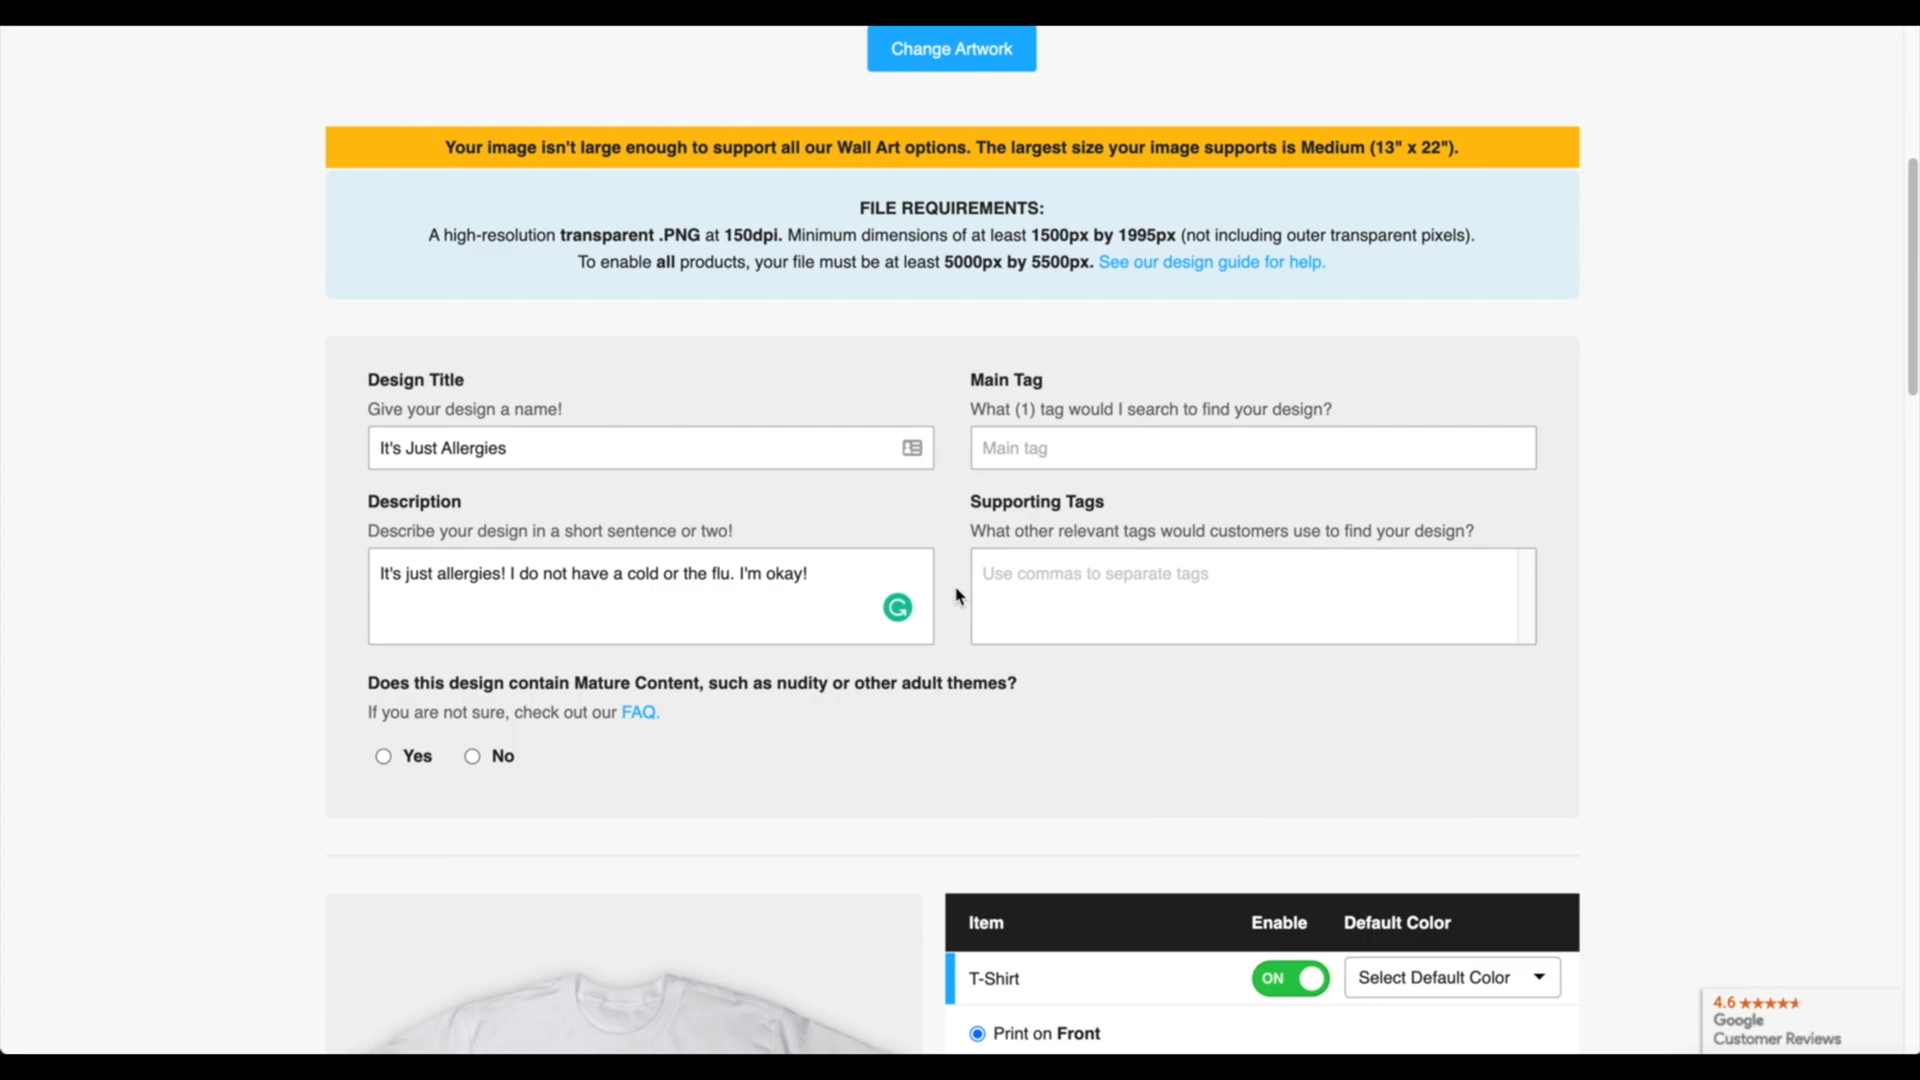 Change Artwork
Your image isn't large enough to support all our Wall Art options. The largest size your image supports is Medium (13" x 22").
FILE REQUIREMENTS:
A high-resolution transparent .PNG at 150dpi. Minimum dimensions of at least 1500px by 1995px (not including outer transparent pixels).
To enable all products, your file must be at least 5000px by 5500px. See our design guide for help.
Design Title
Give your design a name!
It's Just Allergies
Main Tag
What (1) tag would I search to find your design?
Main tag
Description
Describe your design in a short sentence or two!
It's just allergies! I do not have a cold or the flu. I'm okay!
Supporting Tags
What other relevant tags would customers use to find your design?
Use commas to separate tags
Does this design contain Mature Content, such as nudity or other adult themes?
If you are not sure, check out our FAQ.
Yes No
Item Enable Default Color
T-Shirt ON Select Default Color
Print on Front
4.6
Google
Customer Reviews